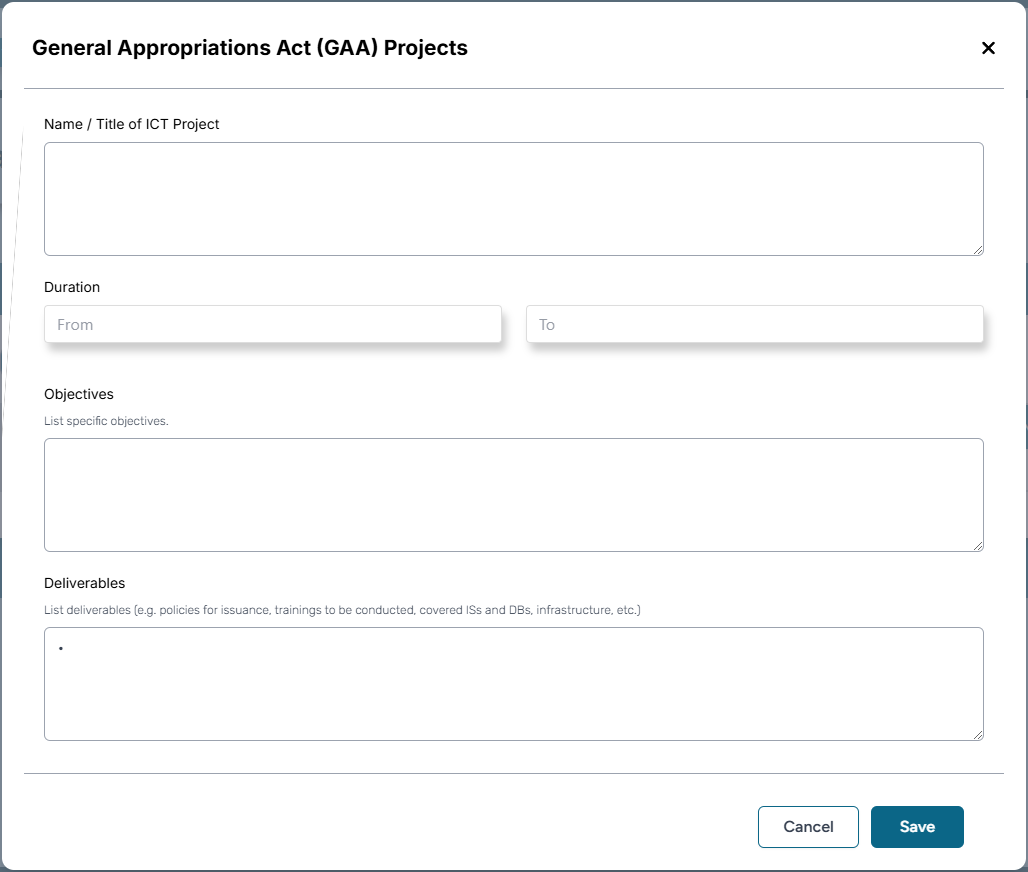 General Appropriations Act (GAA) Projects
Name / Title of ICT Project
Duration
From To
Objectives
List specific objectives.
Deliverables
List deliverables (e.g. policies for issuance, trainings to be conducted, covered ISs and DBs, infrastructure, etc.)
•
Cancel Save